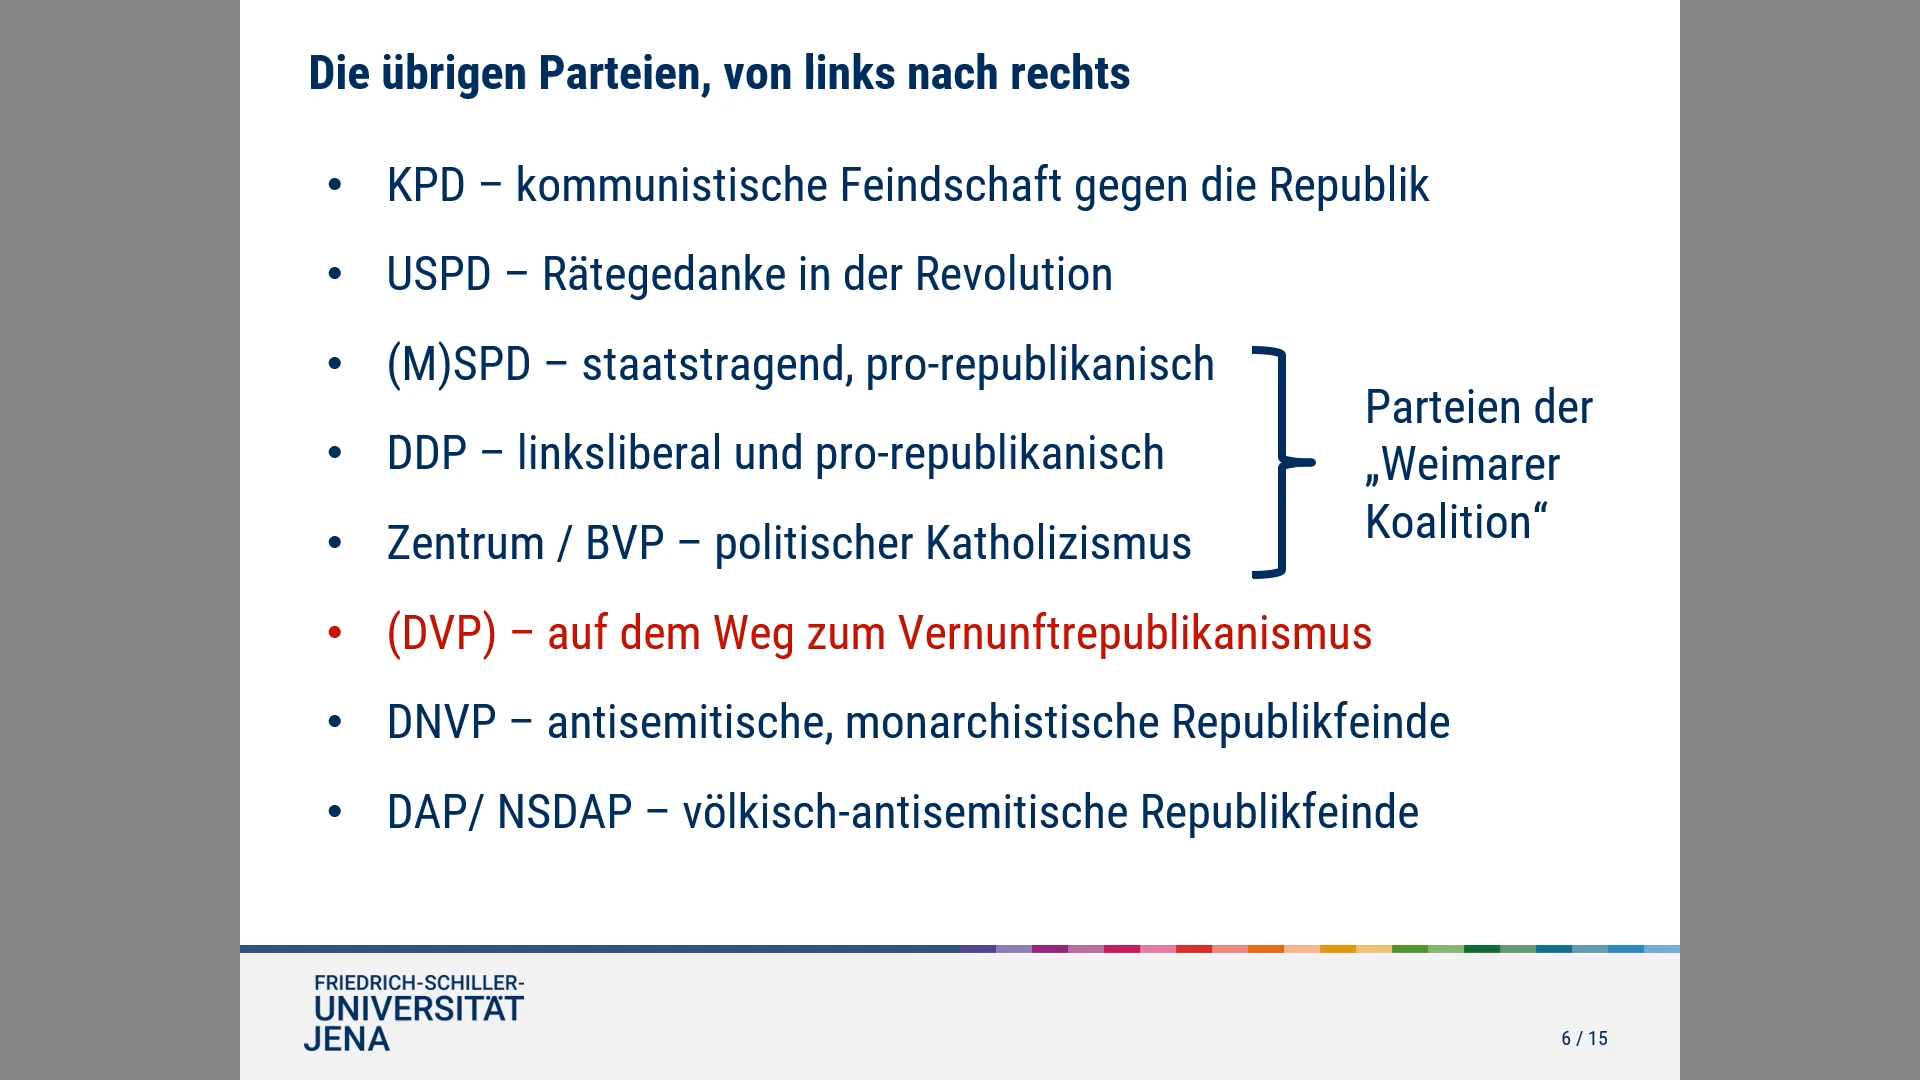 Die übrigen Parteien, von links nach rechts
• KPD – kommunistische Feindschaft gegen die Republik
• USPD – Rätegedanke in der Revolution
• (M)SPD – staatstragend, pro-republikanisch
• DDP – linksliberal und pro-republikanisch
• Zentrum / BVP – politischer Katholizismus
Parteien der
„Weimarer
Koalition“
• (DVP) – auf dem Weg zum Vernunftrepublikanismus
• DNVP – antisemitische, monarchistische Republikfeinde
• DAP/ NSDAP – völkisch-antisemitische Republikfeinde
FRIEDRICH-SCHILLER-
UNIVERSITÄT
JENA
6 / 15